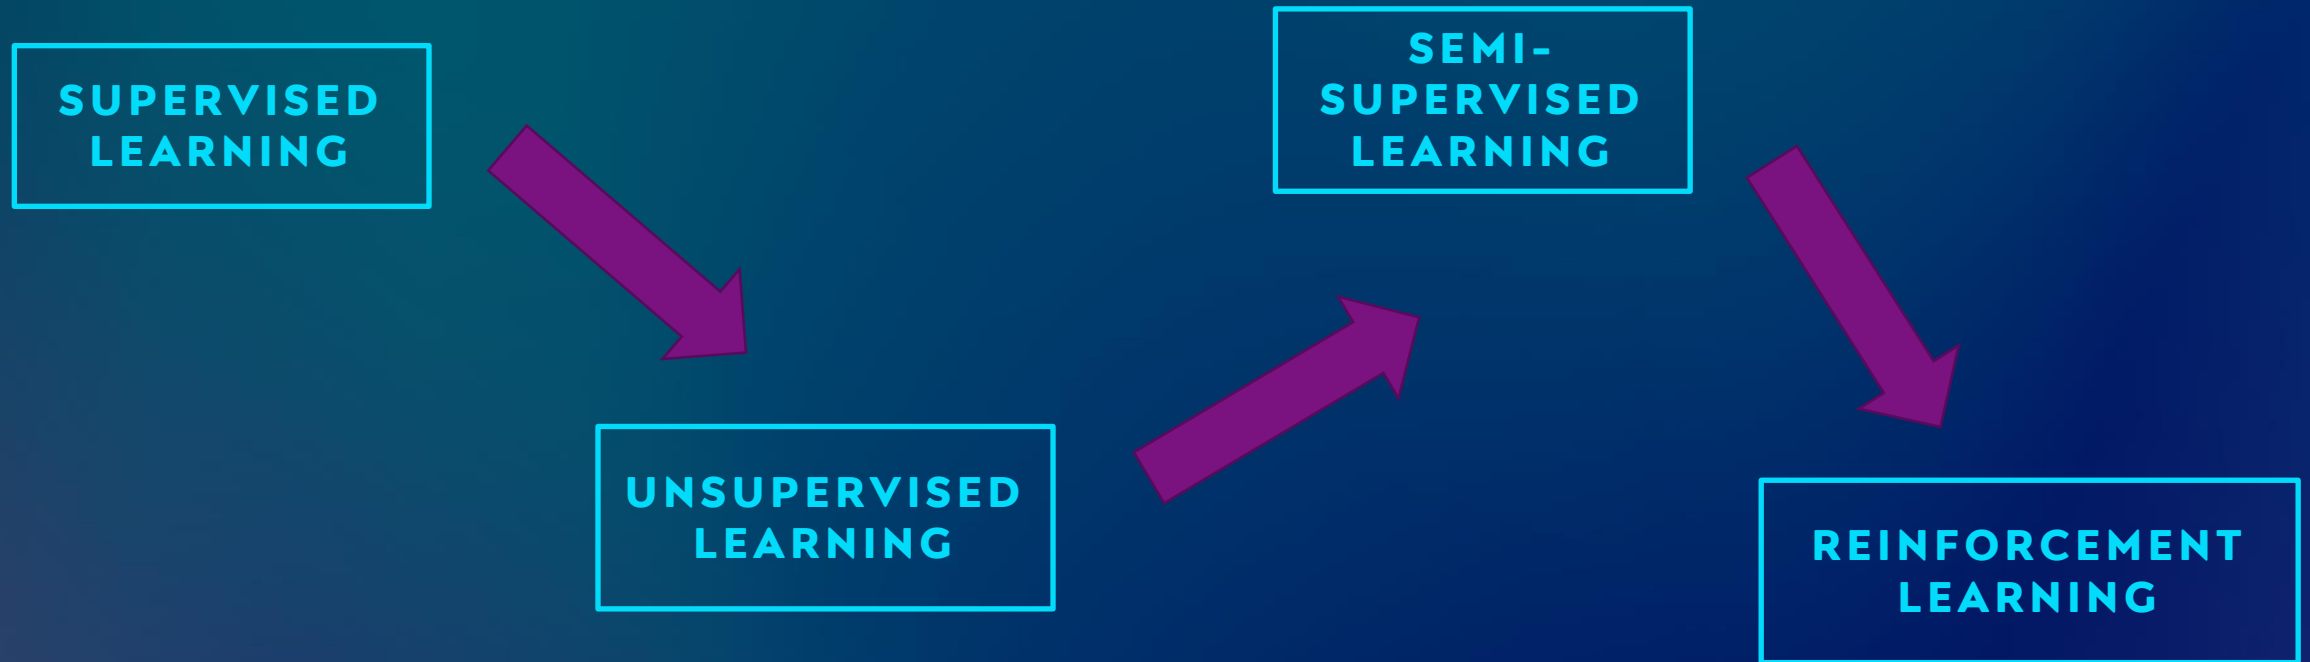 SUPERVISED
LEARNING
UNSUPERVISED
LEARNING
SEMI-
SUPERVISED
LEARNING
REINFORCEMENT
LEARNING